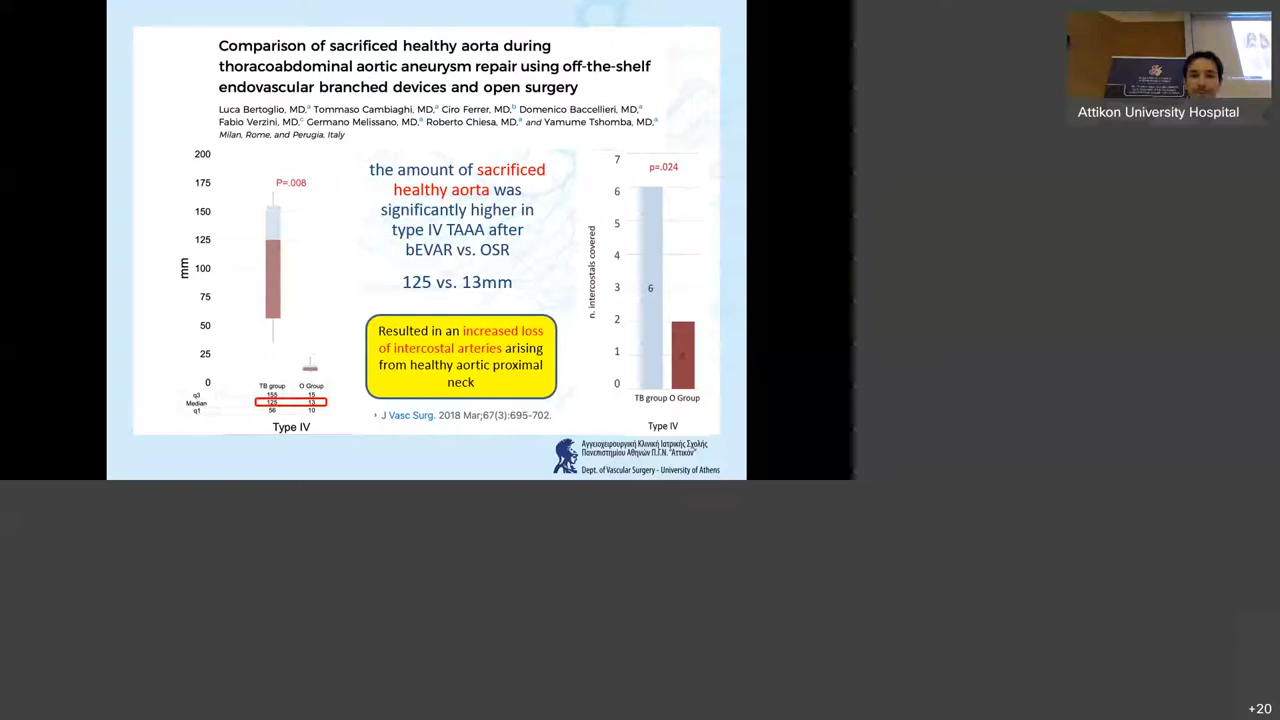 Comparison of sacrificed healthy aorta during
thoracoabdominal aortic aneurysm repair using off-the-shelf
endovascular branched devices and open surgery
Luca Bertoglio, MD,a Tommaso Cambiaghi, MD,a Ciro Ferrer, MD,b Domenico Baccellieri, MD,a
Fabio Verzini, MD,c Germano Melissano, MD,a Roberto Chiesa, MD,a and Yamume Tshomba, MD,a
Milan, Rome, and Perugia, Italy
200
175
150
125
100
75
50
25
0
mm
P=.008
TB group O Group
q3 155 15
Median 125 13
q1 56 10
Type IV
the amount of sacrificed
healthy aorta was
significantly higher in
type IV TAAA after
bEVAR vs. OSR
125 vs. 13mm
Resulted in an increased loss
of intercostal arteries arising
from healthy aortic proximal
neck
J Vasc Surg. 2018 Mar;67(3):695-702.
7
6
5
4
3
2
1
0
n. intercostals covered
p=.024
6
TB group O Group
Type IV
Αγγειοχειρουργική Κλινική Ιατρικής Σχολής
Πανεπιστημίου Αθηνών Π.Γ.Ν. "Αττικόν"
Dept. of Vascular Surgery - University of Athens
Attikon University Hospital
+20